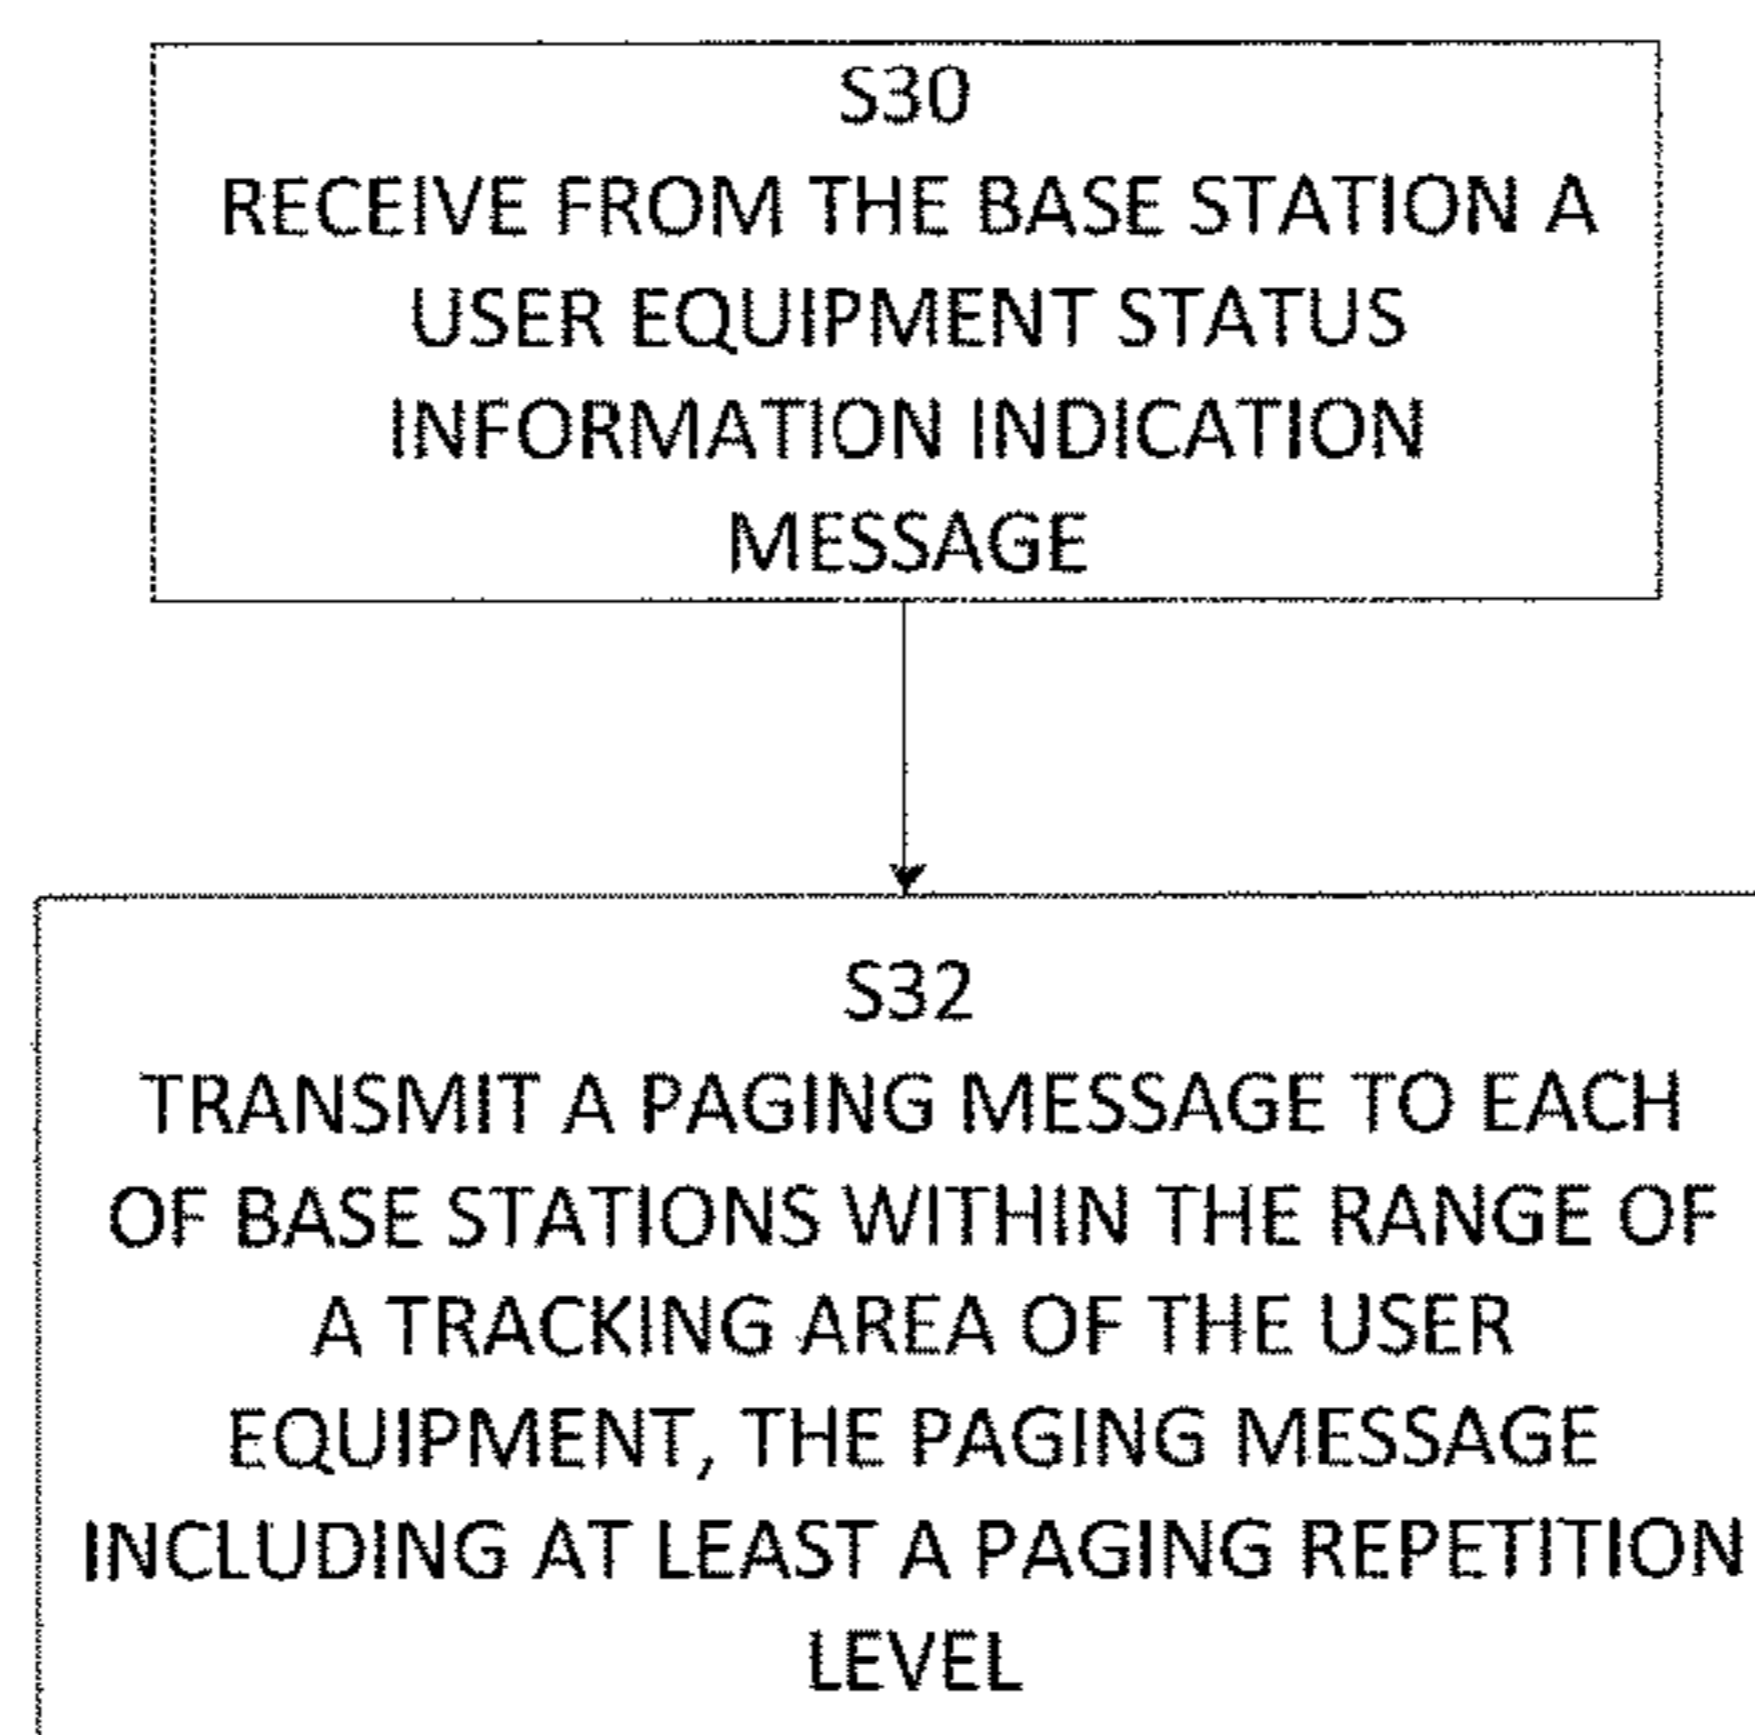 S30
RECEIVE FROM THE BASE STATION A
USER EQUIPMENT STATUS
INFORMATION INDICATION
MESSAGE
S32
TRANSMIT A PAGING MESSAGE TO EACH
OF BASE STATIONS WITHIN THE RANGE OF
A TRACKING AREA OF THE USER
EQUIPMENT, THE PAGING MESSAGE
INCLUDING AT LEAST A PAGING REPETITION
LEVEL